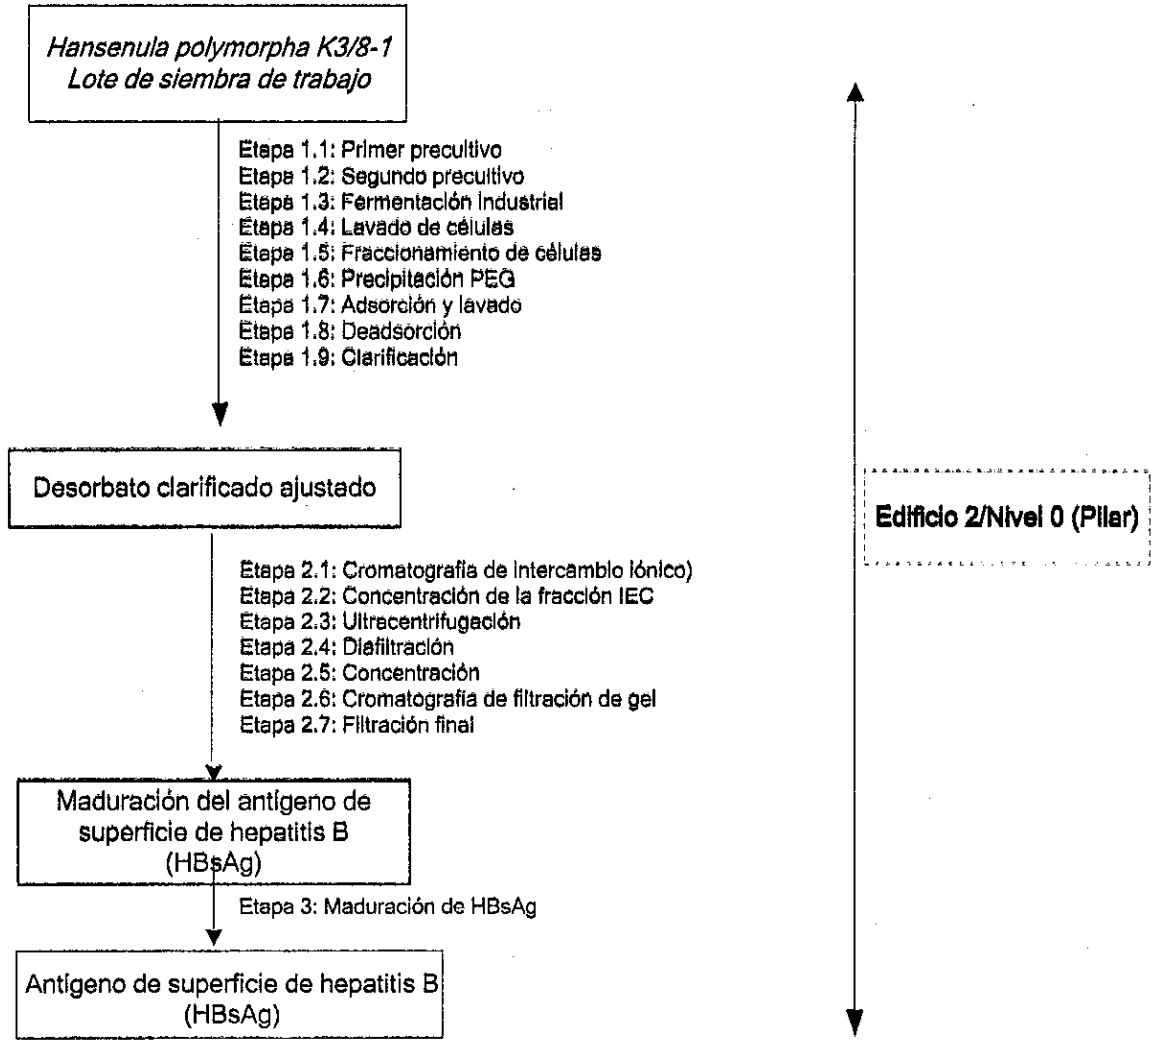 Hansenula polymorpha K3/8-1
Lote de siembra de trabajo
Etapa 1.1: Primer precultivo
Etapa 1.2: Segundo precultivo
Etapa 1.3: Fermentación Industrial
Etapa 1.4: Lavado de células
Etapa 1.5: Fraccionamiento de células
Etapa 1.6: Precipitación PEG
Etapa 1.7: Adsorción y lavado
Etapa 1.8: Deadsorción
Etapa 1.9: Clarificación
Desorbato clarificado ajustado
Edificio 2/Nivel 0 (Pilar)
Etapa 2.1: Cromatografía de intercambio iónico)
Etapa 2.2: Concentración de la fracción IEC
Etapa 2.3: Ultracentrifugación
Etapa 2.4: Diafiltración
Etapa 2.5: Concentración
Etapa 2.6: Cromatografía de filtración de gel
Etapa 2.7: Filtración final
Maduración del antígeno de
superficie de hepatitis B
(HBsAg)
Etapa 3: Maduración de HBsAg
Antígeno de superficie de hepatitis B
(HBsAg)